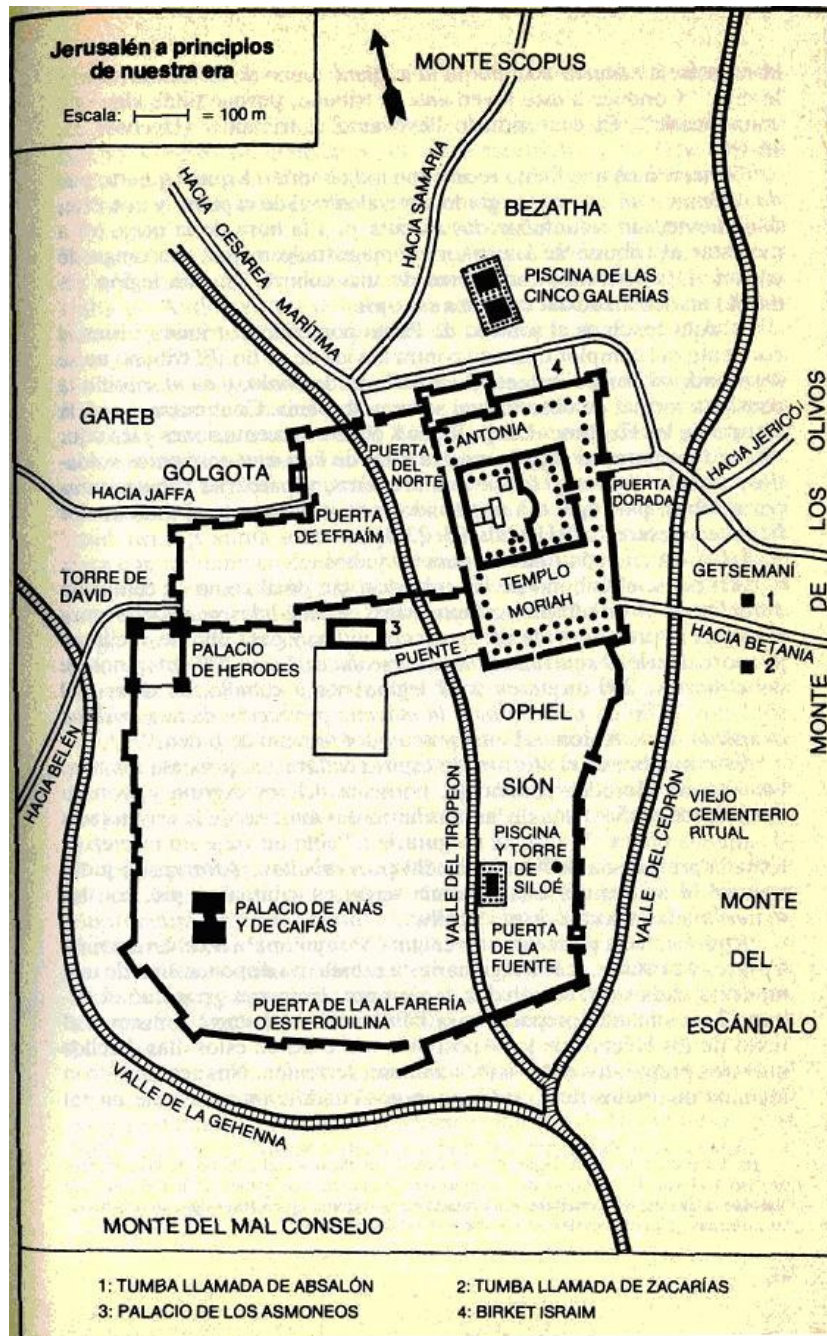 Jerusalén a principios
de nuestra era
Escala: = 100 m
MONTE SCOPUS
HACIA SAMARIA
HACIA CESAREA MARÍTIMA
BEZATHA
PISCINA DE LAS
CINCO GALERÍAS
GAREB
4
ANTONIA
GÓLGOTA
PUERTA
DEL
NORTE
HACIA JAFFA
PUERTA
DE EFRAÍM
PUERTA
DORADA
HACIA JERICÓ
1
MONTE DE LOS OLIVOS
GETSEMANÍ
TEMPLO
MORIAH
TORRE DE
DAVID
PALACIO
DE HERODES
3
PUENTE
HACIA BETANIA
2
OPHEL
HACIA BELÉN
SIÓN
VALLE DEL TIROPEON
VALLE DEL CEDRÓN
VIEJO
CEMENTERIO
RITUAL
PISCINA
Y TORRE
DE
SILOÉ
PALACIO DE ANÁS
Y DE CAIFÁS
PUERTA
DE LA
FUENTE
MONTE
DEL
ESCÁNDALO
PUERTA DE LA ALFARERÍA
O ESTERQUILINA
VALLE DE LA GEHENNA
MONTE DEL MAL CONSEJO
1: TUMBA LLAMADA DE ABSALÓN
2: TUMBA LLAMADA DE ZACARÍAS
3: PALACIO DE LOS ASMONEOS
4: BIRKET ISRAIM